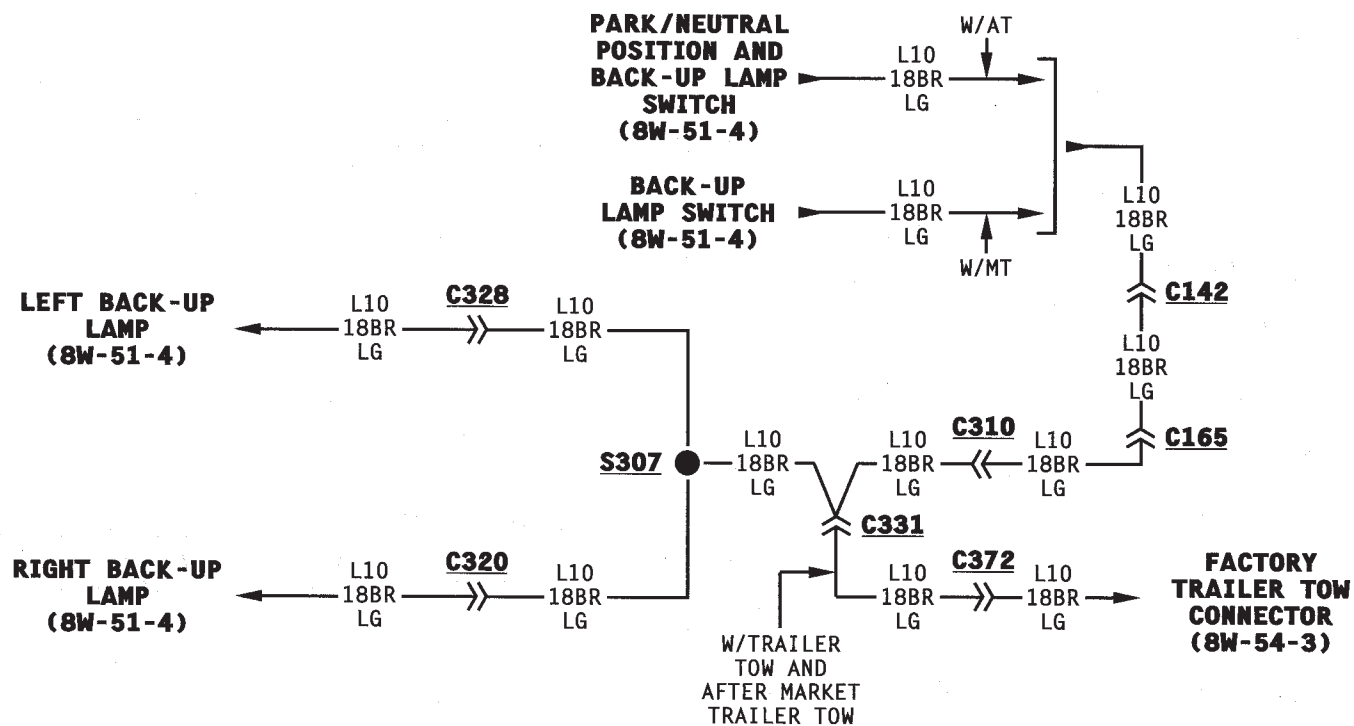 PARK/NEUTRAL
POSITION AND
BACK-UP LAMP
SWITCH
(8W-51-4)
L10
18BR
LG
W/AT
BACK-UP
LAMP SWITCH
(8W-51-4)
L10
18BR
LG
W/MT
L10
18BR
LG
C142
L10
18BR
LG
C165
LEFT BACK-UP
LAMP
(8W-51-4)
L10
18BR
LG
C328
L10
18BR
LG
S307
L10
18BR
LG
L10
18BR
LG
C310
L10
18BR
LG
C331
RIGHT BACK-UP
LAMP
(8W-51-4)
L10
18BR
LG
C320
L10
18BR
LG
L10
18BR
LG
C372
L10
18BR
LG
FACTORY
TRAILER TOW
CONNECTOR
(8W-54-3)
W/TRAILER
TOW AND
AFTER MARKET
TRAILER TOW